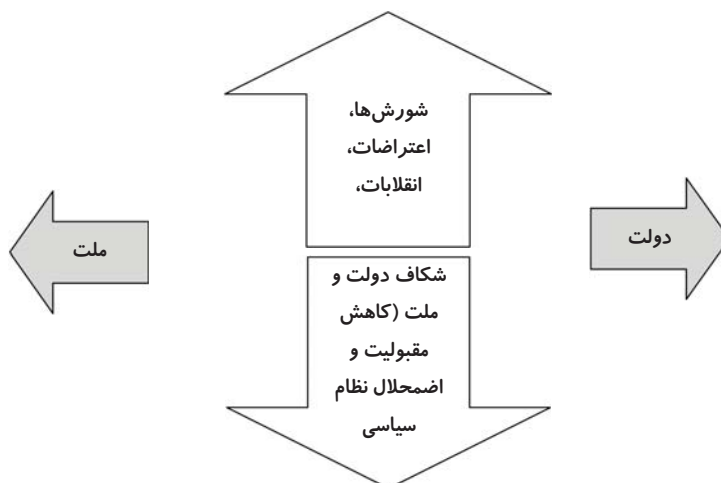 شورش‌ها،
اعتراضات،
انقلابات،
دولت
ملت
شکاف دولت و
ملت (کاهش
مقبولیت و
اضمحلال نظام
سیاسی